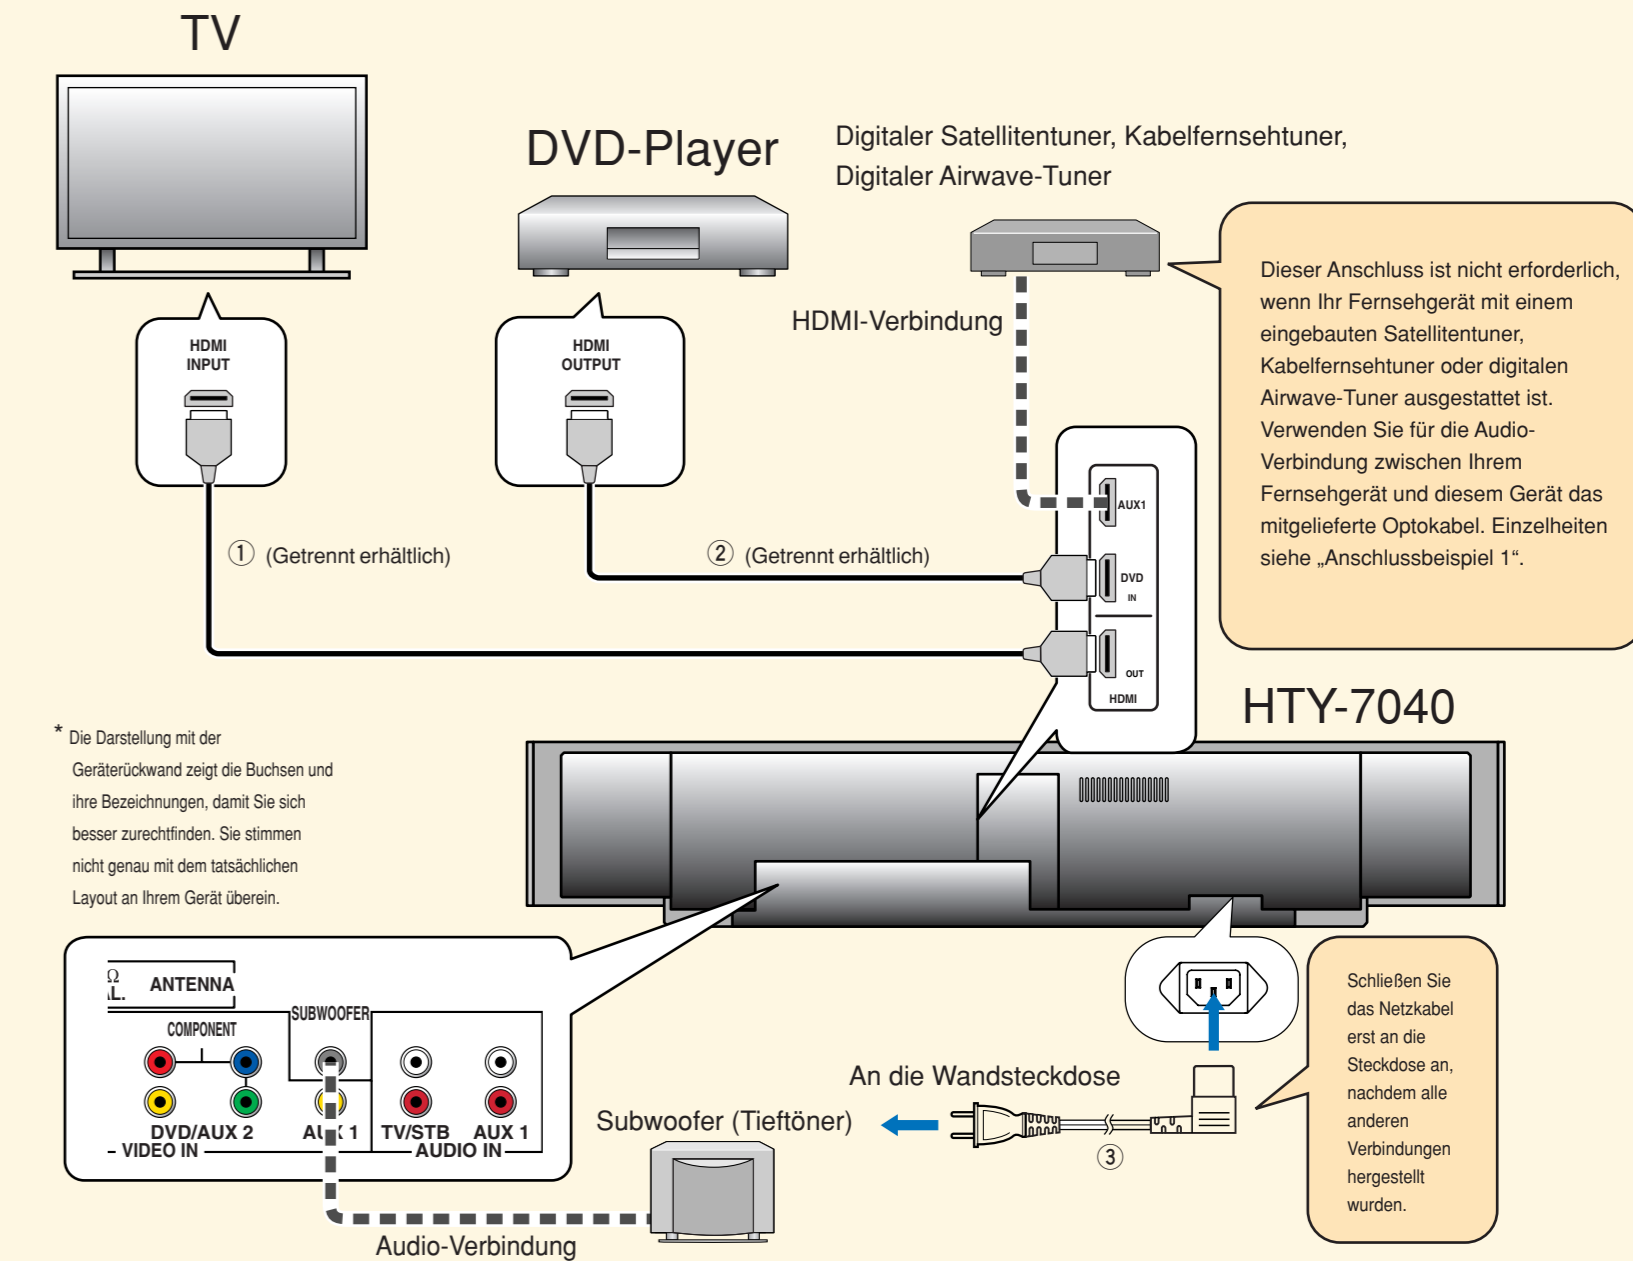 TV
DVD-Player
Digitaler Satellitentuner, Kabelfernsehtuner,
Digitaler Airwave-Tuner
HDMI
INPUT
HDMI
OUTPUT
HDMI-Verbindung
Dieser Anschluss ist nicht erforderlich,
wenn Ihr Fernsehgerät mit einem
eingebauten Satellitentuner,
Kabelfernsehtuner oder digitalen
Airwave-Tuner ausgestattet ist.
Verwenden Sie für die Audio-
Verbindung zwischen Ihrem
Fernsehgerät und diesem Gerät das
mitgelieferte Optokabel. Einzelheiten
siehe „Anschlussbeispiel 1“.
① (Getrennt erhältlich)
② (Getrennt erhältlich)
AUX1
DVD
IN
OUT
HDMI
HTY-7040
* Die Darstellung mit der
Geräterückwand zeigt die Buchsen und
ihre Bezeichnungen, damit Sie sich
besser zurechtfinden. Sie stimmen
nicht genau mit dem tatsächlichen
Layout an Ihrem Gerät überein.
Ω
AL.
ANTENNA
SUBWOOFER
COMPONENT
DVD/AUX 2
AUX 1
TV/STB
AUX 1
VIDEO IN
AUDIO IN
Subwoofer (Tieftöner)
Audio-Verbindung
An die Wandsteckdose
③
Schließen Sie
das Netzkabel
erst an die
Steckdose an,
nachdem alle
anderen
Verbindungen
hergestellt
wurden.